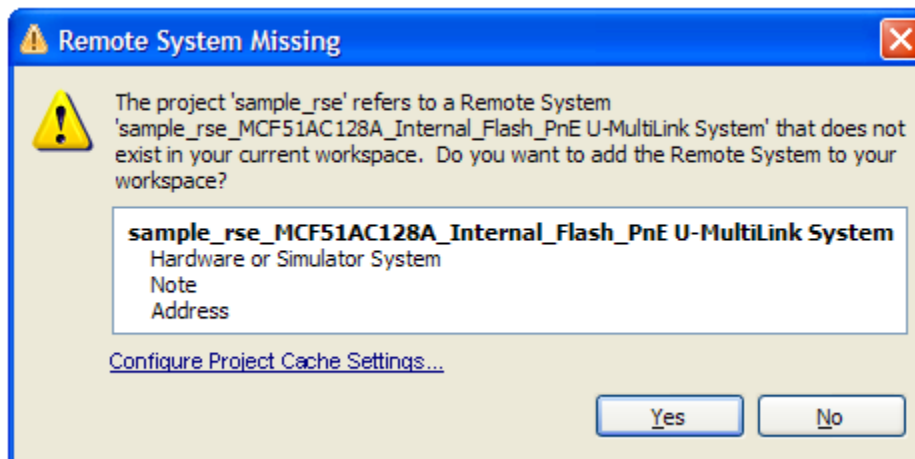 Remote System Missing
The project 'sample_rse' refers to a Remote System
'sample_rse_MCF51AC128A_Internal_Flash_PnE U-MultiLink System' that does not
exist in your current workspace.  Do you want to add the Remote System to your
workspace?
sample_rse_MCF51AC128A_Internal_Flash_PnE U-MultiLink System
Hardware or Simulator System
Note
Address
Configure Project Cache Settings...
Yes No